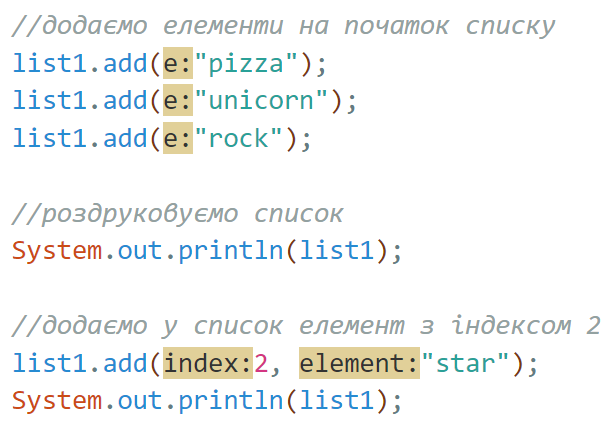 //додаємо елементи на початок списку
list1.add(e:"pizza");
list1.add(e:"unicorn");
list1.add(e:"rock");
//роздруковуємо список
System.out.println(list1);
//додаємо у список елемент з індексом 2
list1.add(index:2, element:"star");
System.out.println(list1);